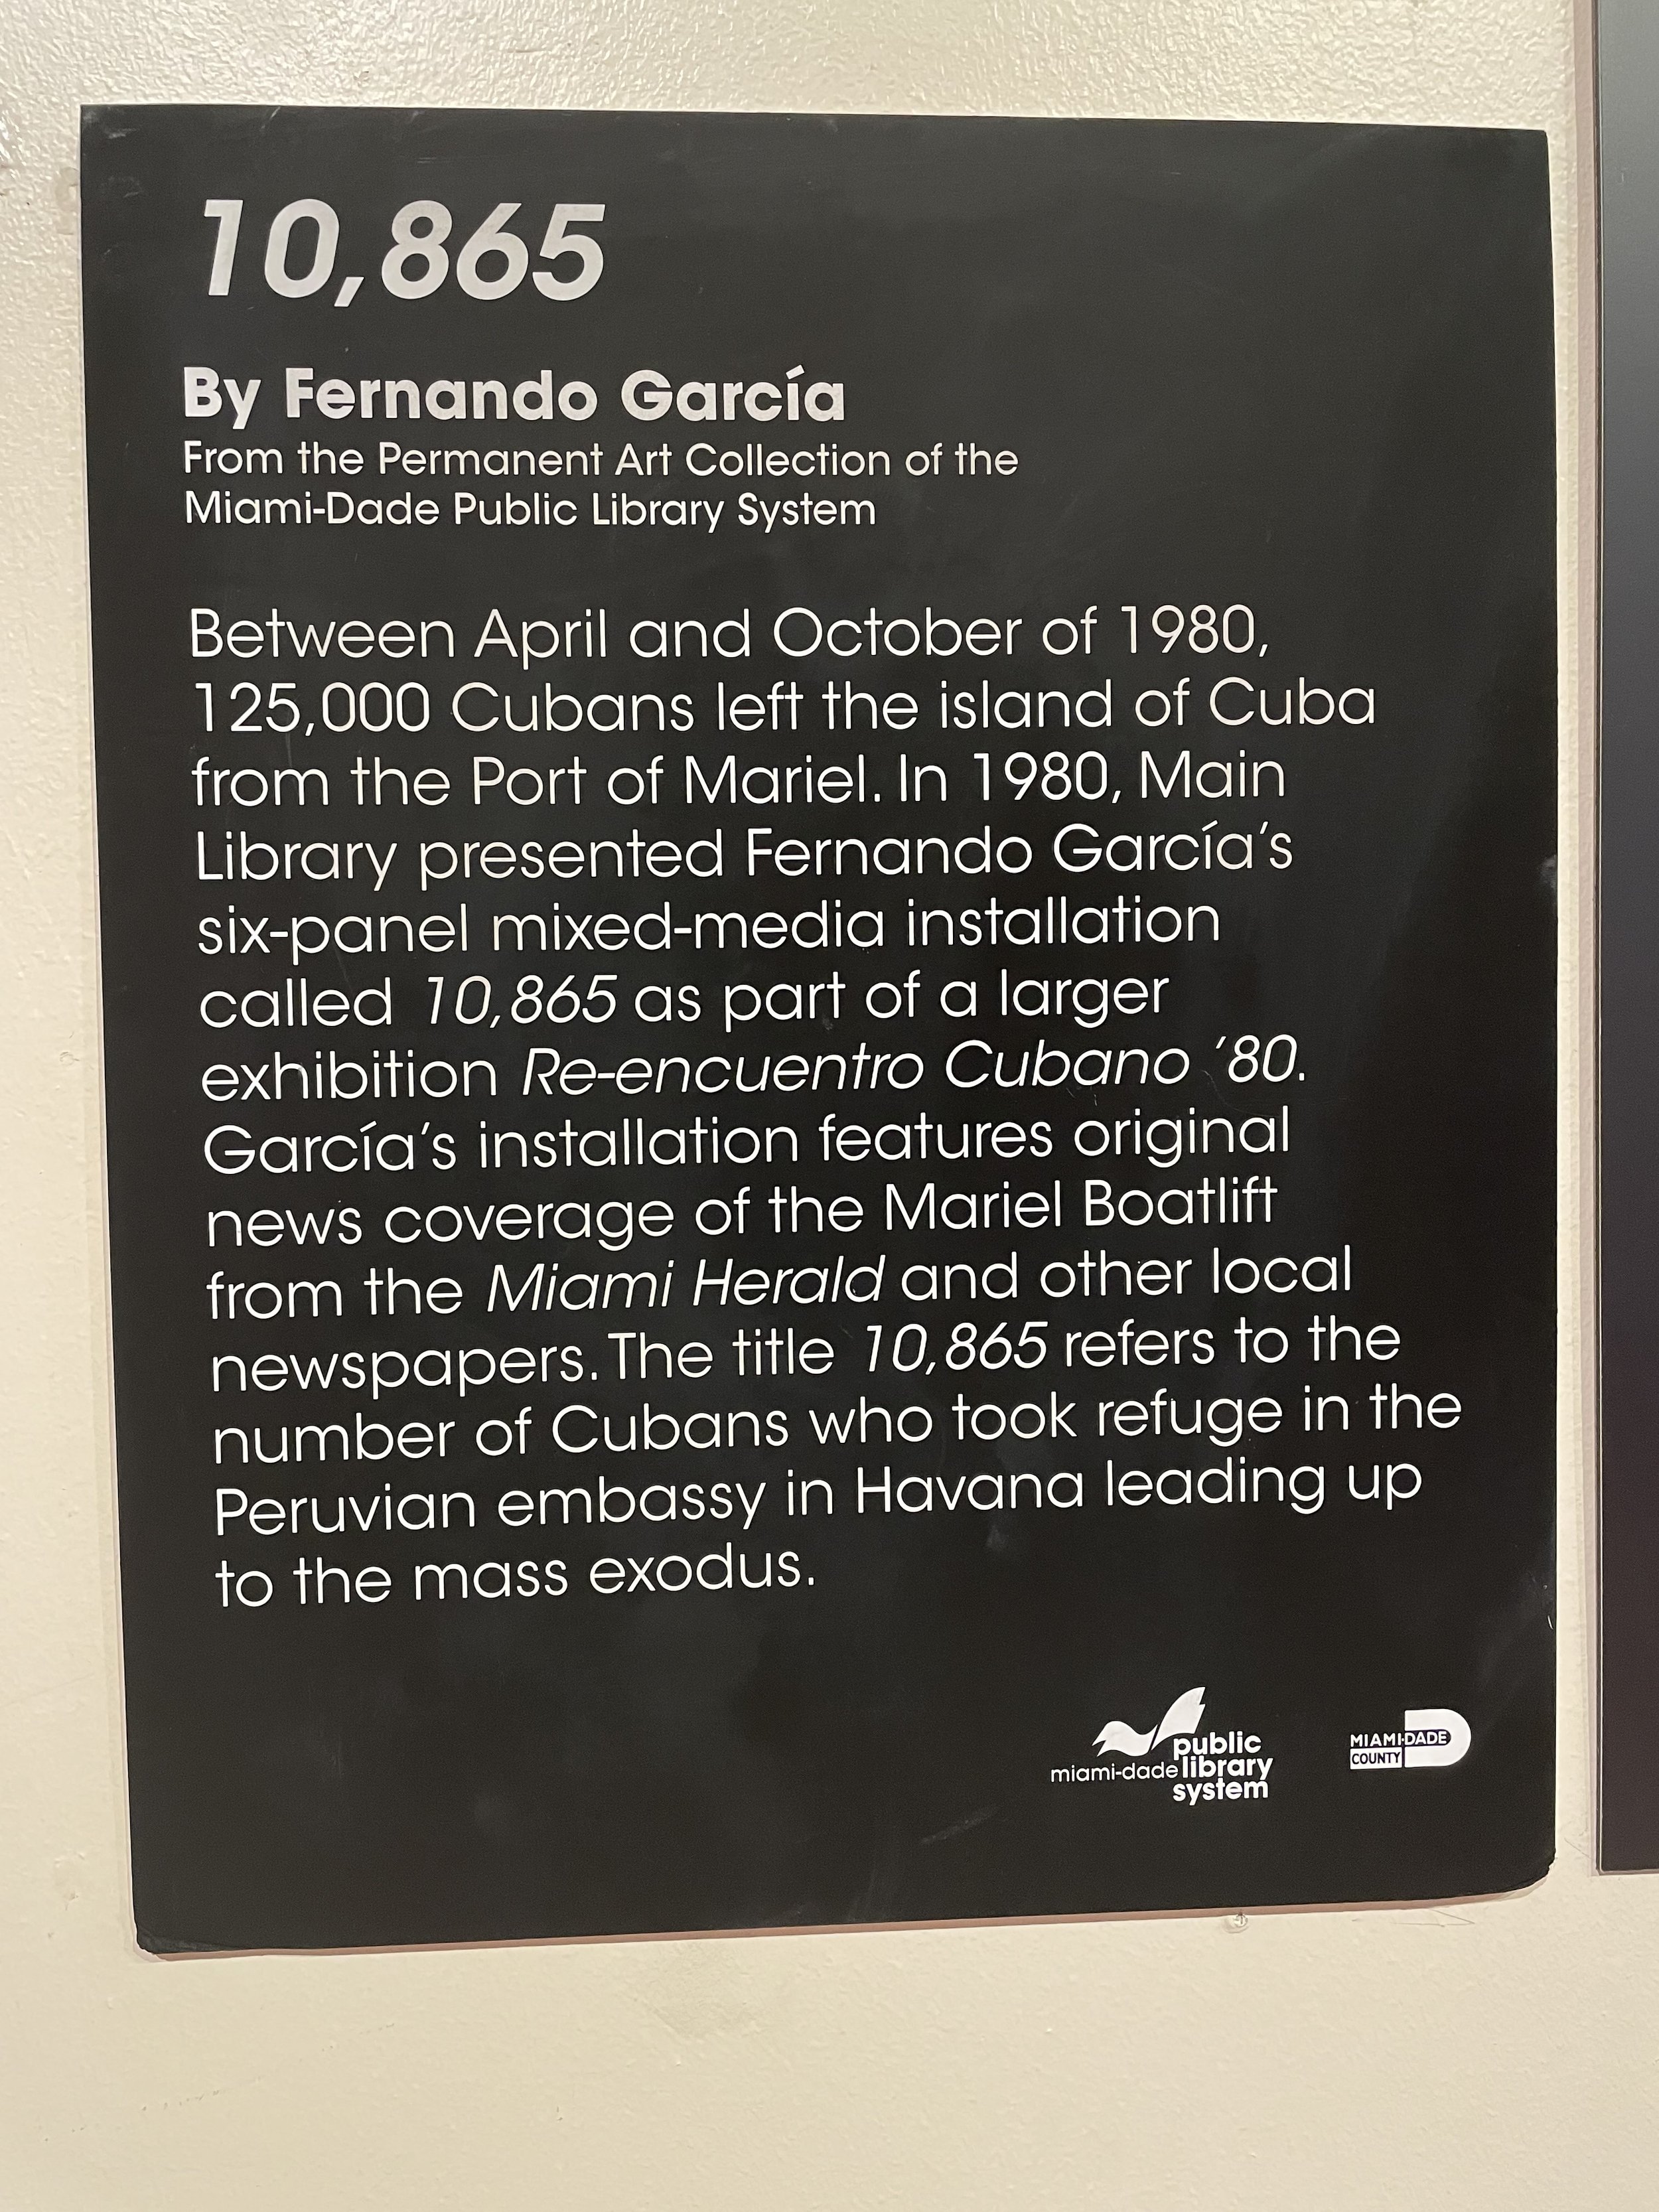 10,865
By Fernando García
From the Permanent Art Collection of the
Miami-Dade Public Library System
Between April and October of 1980,
125,000 Cubans left the island of Cuba
from the Port of Mariel. In 1980, Main
Library presented Fernando García's
six-panel mixed-media installation
called 10,865 as part of a larger
exhibition Re-encuentro Cubano '80.
García's installation features original
news coverage of the Mariel Boatlift
from the Miami Herald and other local
newspapers. The title 10,865 refers to the
number of Cubans who took refuge in the
Peruvian embassy in Havana leading up
to the mass exodus.
miami-dade public
library
system
MIAMI-DADE
COUNTY